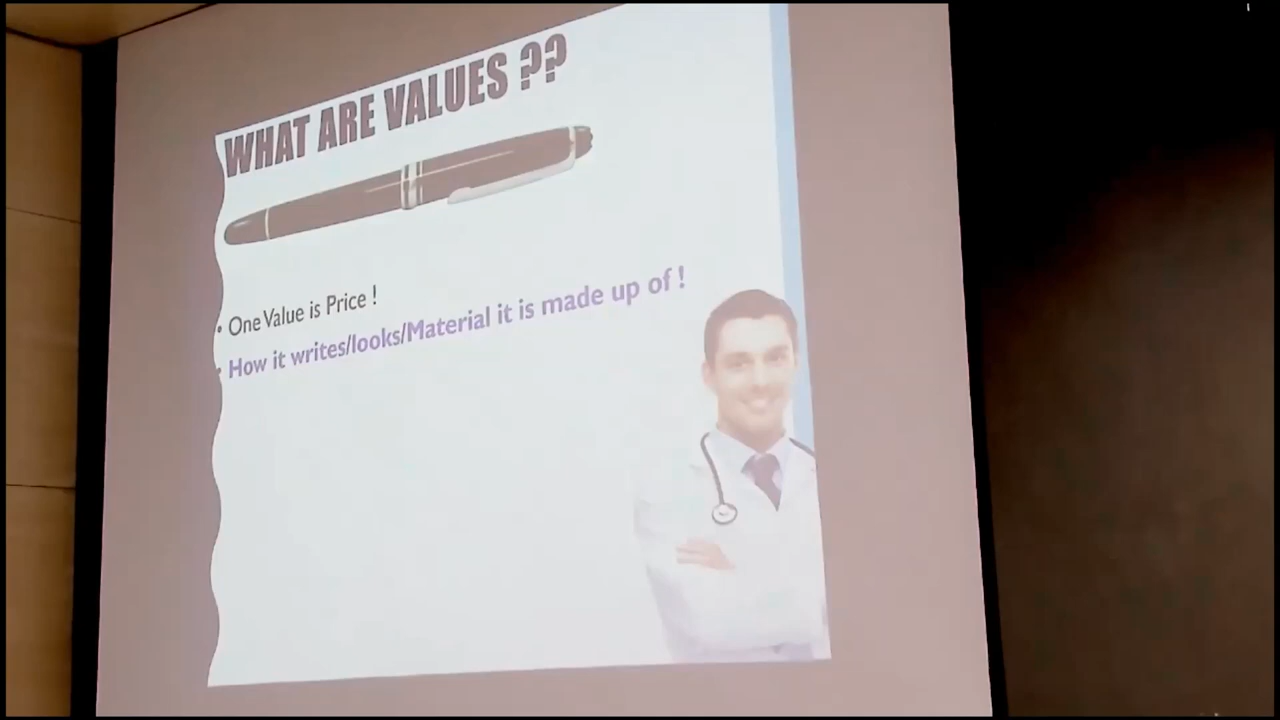 WHAT ARE VALUES ??
• One Value is Price !
• How it writes/looks/Material it is made up of !